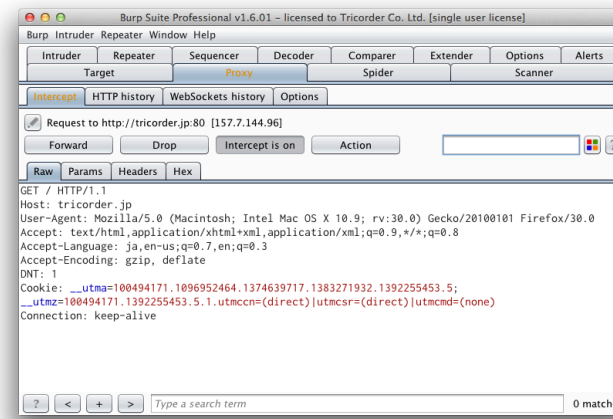 Burp Suite Professional v1.6.01 – licensed to Tricorder Co. Ltd. [single user license]
Burp Intruder Repeater Window Help
Intruder Repeater Sequencer Decoder Comparer Extender Options Alerts
Target Proxy Spider Scanner
Intercept HTTP history WebSockets history Options
Request to http://tricorder.jp:80 [157.7.144.96]
Forward Drop Intercept is on Action ?
Raw Params Headers Hex
GET / HTTP/1.1
Host: tricorder.jp
User-Agent: Mozilla/5.0 (Macintosh; Intel Mac OS X 10.9; rv:30.0) Gecko/20100101 Firefox/30.0
Accept: text/html,application/xhtml+xml,application/xml;q=0.9,*/*;q=0.8
Accept-Language: ja,en-us;q=0.7,en;q=0.3
Accept-Encoding: gzip, deflate
DNT: 1
Cookie: __utma=100494171.1096952464.1374639717.1383271932.1392255453.5;
__utmz=100494171.1392255453.5.1.utmccn=(direct)|utmcsr=(direct)|utmcmd=(none)
Connection: keep-alive
? < + > Type a search term 0 match